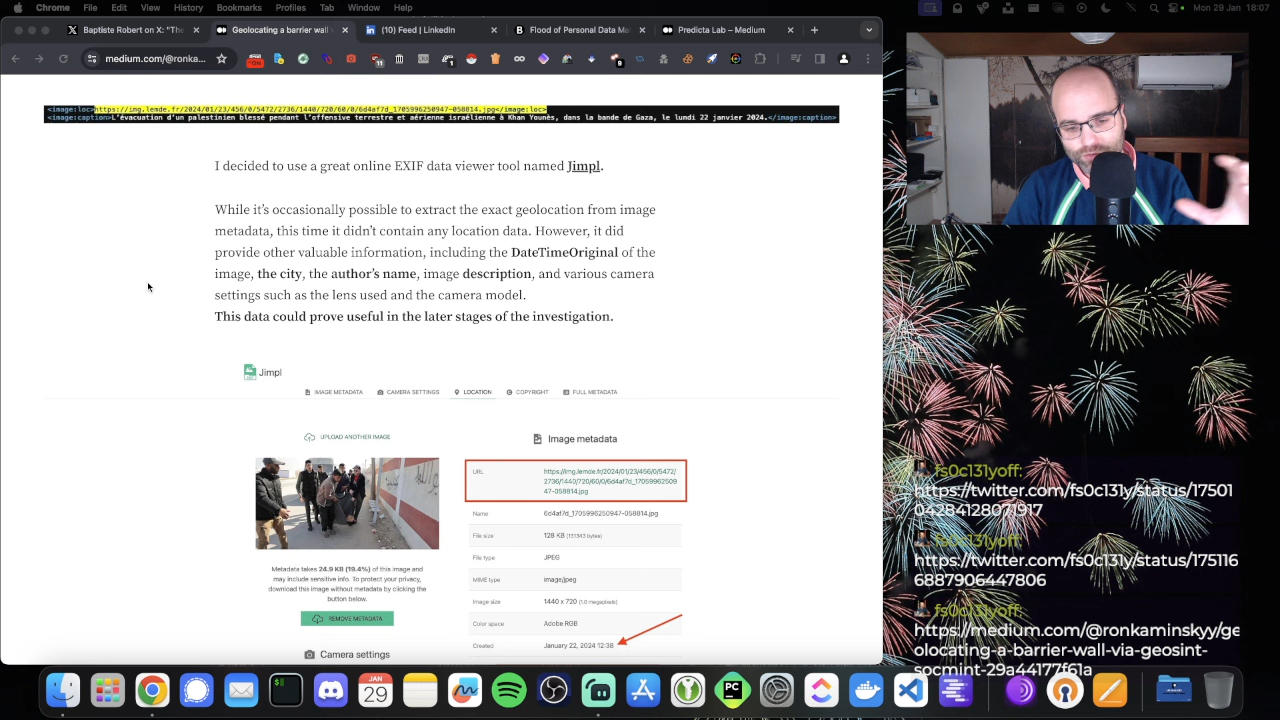 Chrome File Edit View History Bookmarks Profiles Tab Window Help
Mon 29 Jan 18:07
Baptiste Robert on X: "The
Geolocating a barrier wall
(10) Feed | LinkedIn
Flood of Personal Data Ma
Predicta Lab – Medium
medium.com/@ronka...
<image:loc>https://img.lemde.fr/2024/01/23/456/0/5472/2736/1440/720/60/0/6d4af7d_1705996250947-058814.jpg</image:loc>
<image:caption>L'évacuation d'un palestinien blessé pendant l'offensive terrestre et aérienne israélienne à Khan Younès, dans la bande de Gaza, le lundi 22 janvier 2024.</image:caption>
I decided to use a great online EXIF data viewer tool named Jimpl.
While it's occasionally possible to extract the exact geolocation from image
metadata, this time it didn't contain any location data. However, it did
provide other valuable information, including the DateTimeOriginal of the
image, the city, the author's name, image description, and various camera
settings such as the lens used and the camera model.
This data could prove useful in the later stages of the investigation.
Jimpl
IMAGE METADATA CAMERA SETTINGS LOCATION COPYRIGHT FULL METADATA
UPLOAD ANOTHER IMAGE
Metadata takes 24.9 KB (19.4%) of this image and
may include sensitive info. To protect your privacy,
download this image without metadata by clicking the
button below.
REMOVE METADATA
Camera settings
Image metadata
URL https://img.lemde.fr/2024/01/23/456/0/5472/
2736/1440/720/60/0/6d4af7d_17059962509
47-058814.jpg
Name 6d4af7d_1705996250947-058814.jpg
File size 128 KB (131343 bytes)
File type JPEG
MIME type image/jpeg
Image size 1440 x 720 (1.0 megapixels)
Color space Adobe RGB
Created January 22, 2024 12:38
fs0c131yoff:
https://twitter.com/fs0c131y/status/17501
04284128071917
fs0c131yoff:
https://twitter.com/fs0c131y/status/175116
6887906447806
fs0c131yoff:
https://medium.com/@ronkaminskyy/ge
olocating-a-barrier-wall-via-geosint-
socmint-29a44177f61a
JAN
29
PC